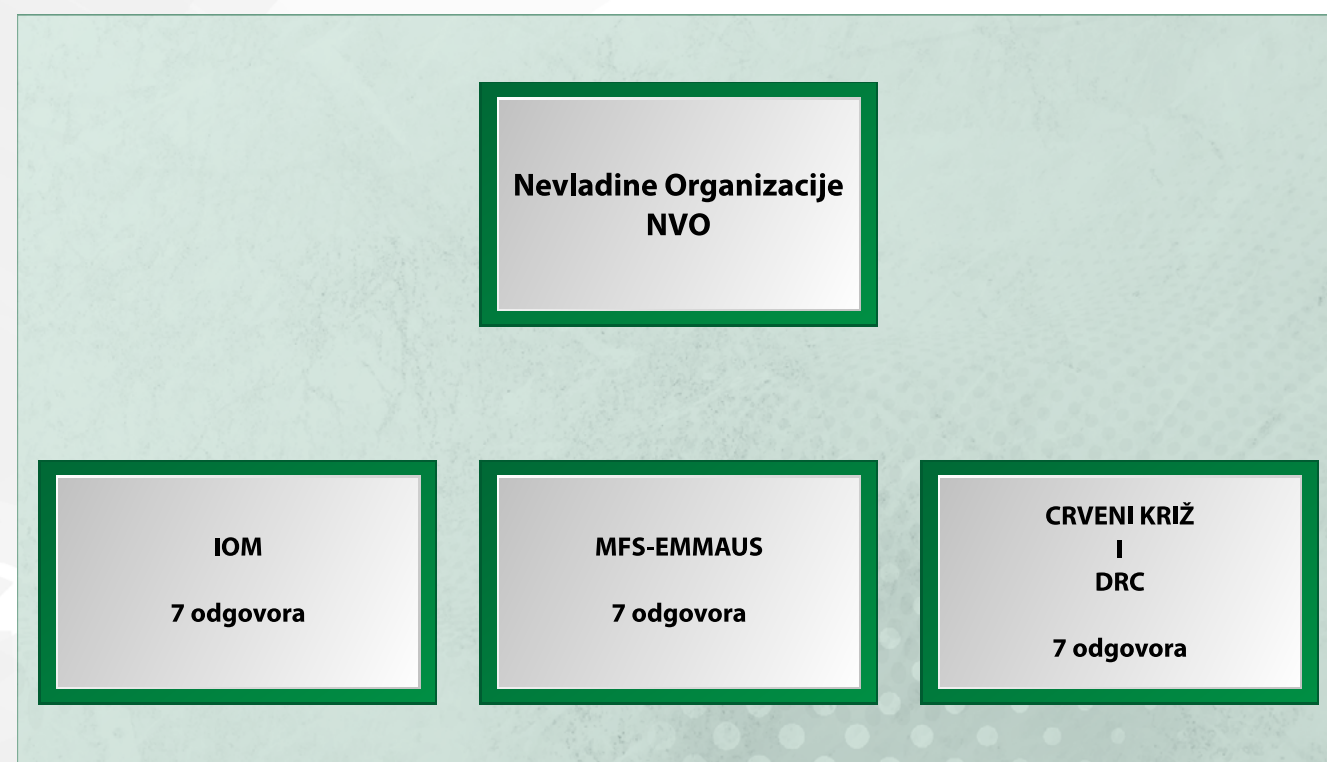 Nevladine Organizacije
NVO
IOM
7 odgovora
MFS-EMMAUS
7 odgovora
CRVENI KRIŽ
I
DRC
7 odgovora